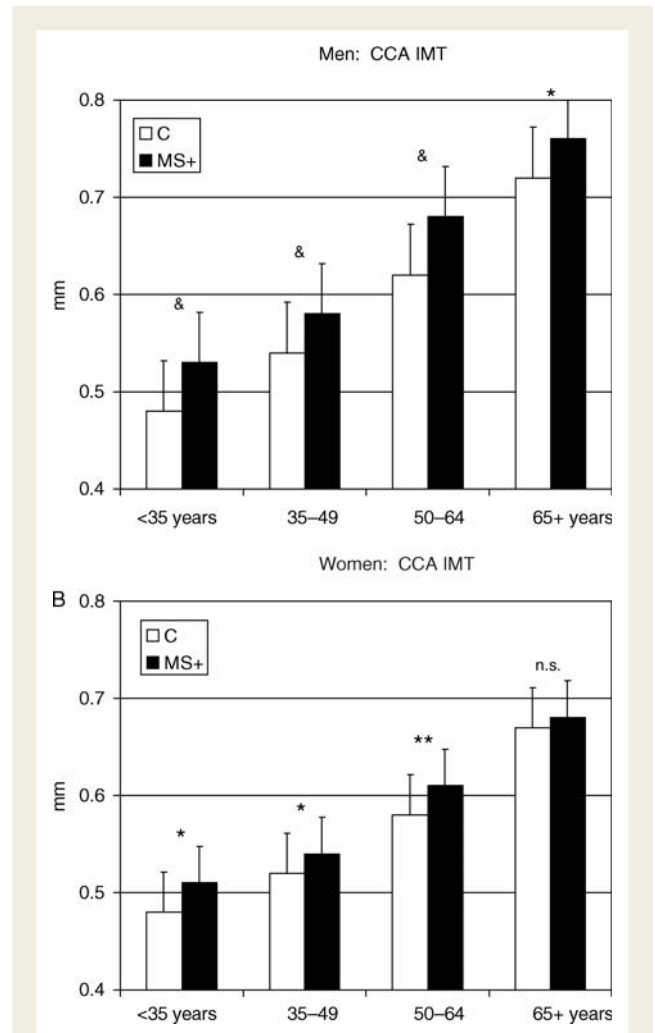 Men: CCA IMT
0.8
0.7
0.6
0.5
0.4
mm
C
MS+
&
&
&
*
<35 years
35–49
50–64
65+ years
Women: CCA IMT
B
0.8
0.7
0.6
0.5
0.4
mm
C
MS+
*
*
**
n.s.
<35 years
35–49
50–64
65+ years